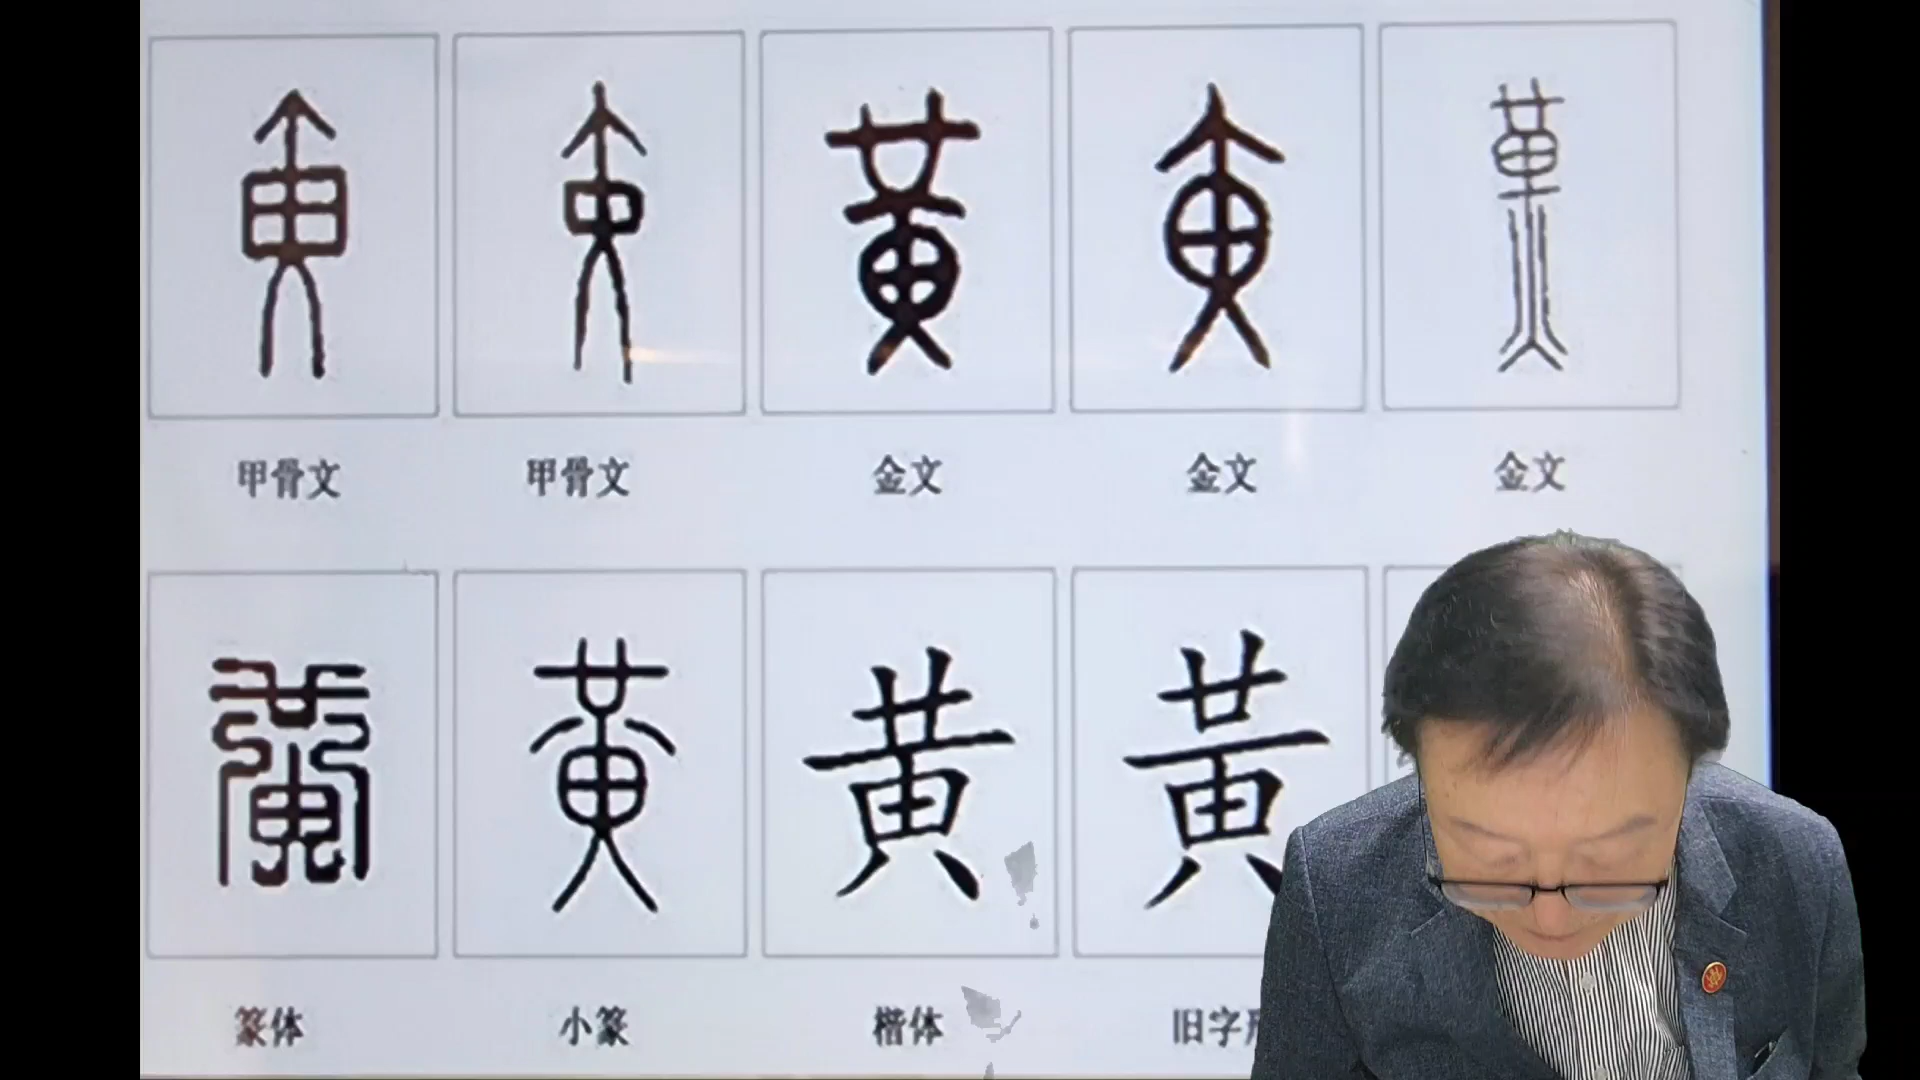 甲骨文 甲骨文 金文 金文 金文
黄 黃
篆体 小篆 楷体 旧字